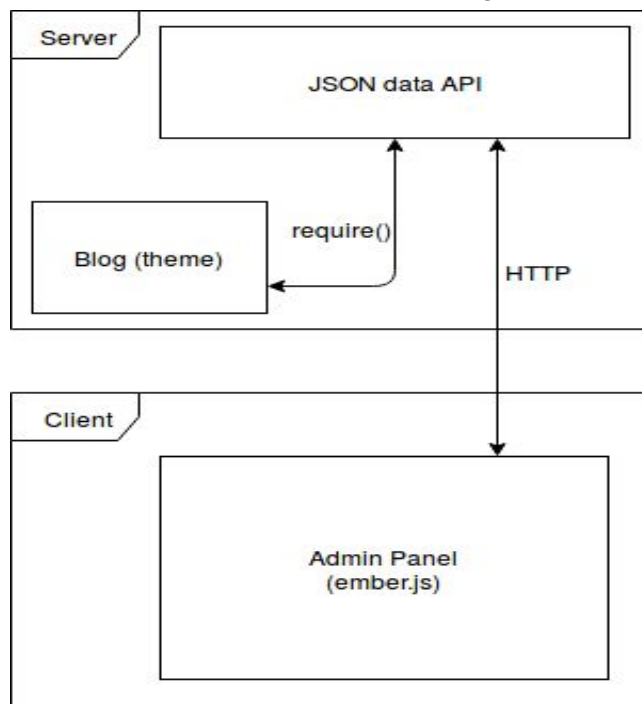 Server
JSON data API
require()
Blog (theme)
HTTP
Client
Admin Panel
(ember.js)